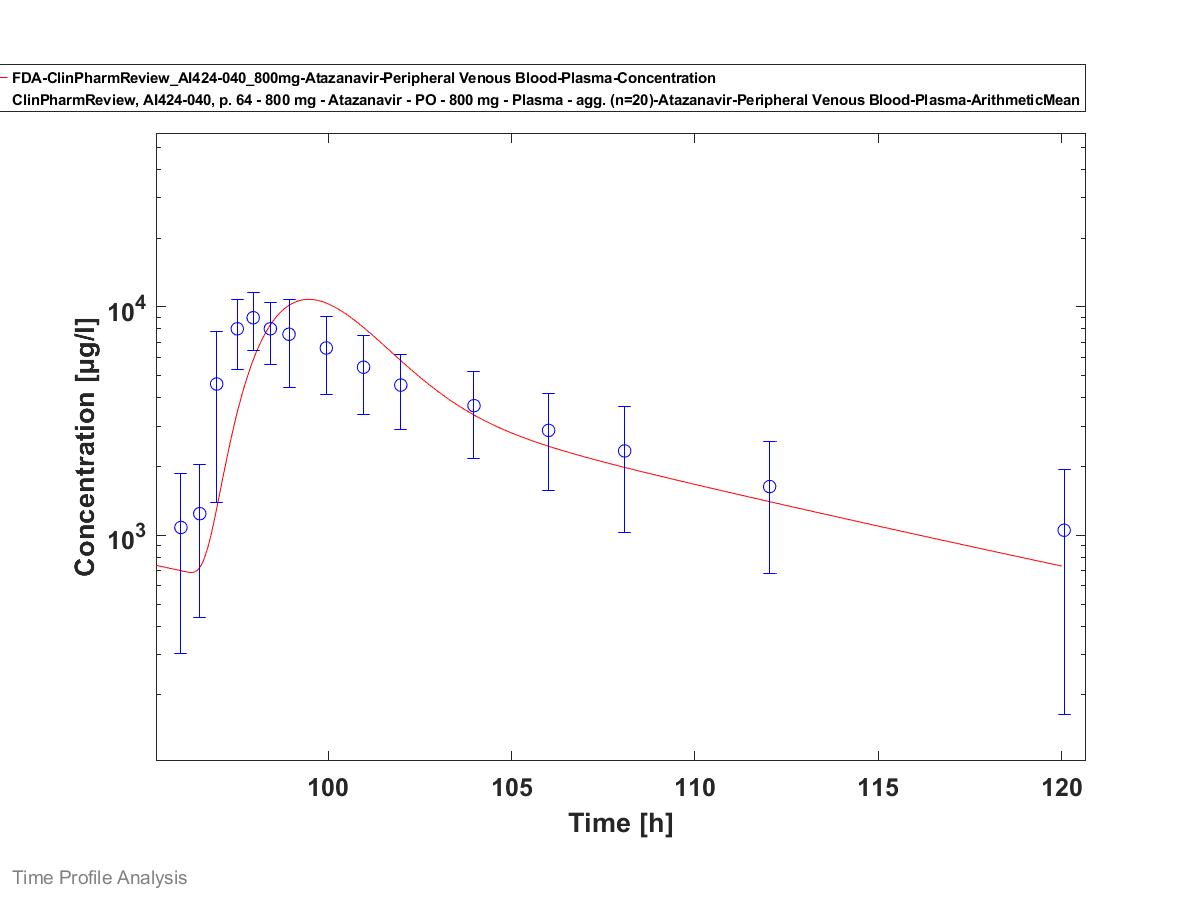 FDA-ClinPharmReview_AI424-040_800mg-Atazanavir-Peripheral Venous Blood-Plasma-Concentration
ClinPharmReview, AI424-040, p. 64 - 800 mg - Atazanavir - PO - 800 mg - Plasma - agg. (n=20)-Atazanavir-Peripheral Venous Blood-Plasma-ArithmeticMean
10⁴
10³
Concentration [µg/l]
100 105 110 115 120
Time [h]
Time Profile Analysis